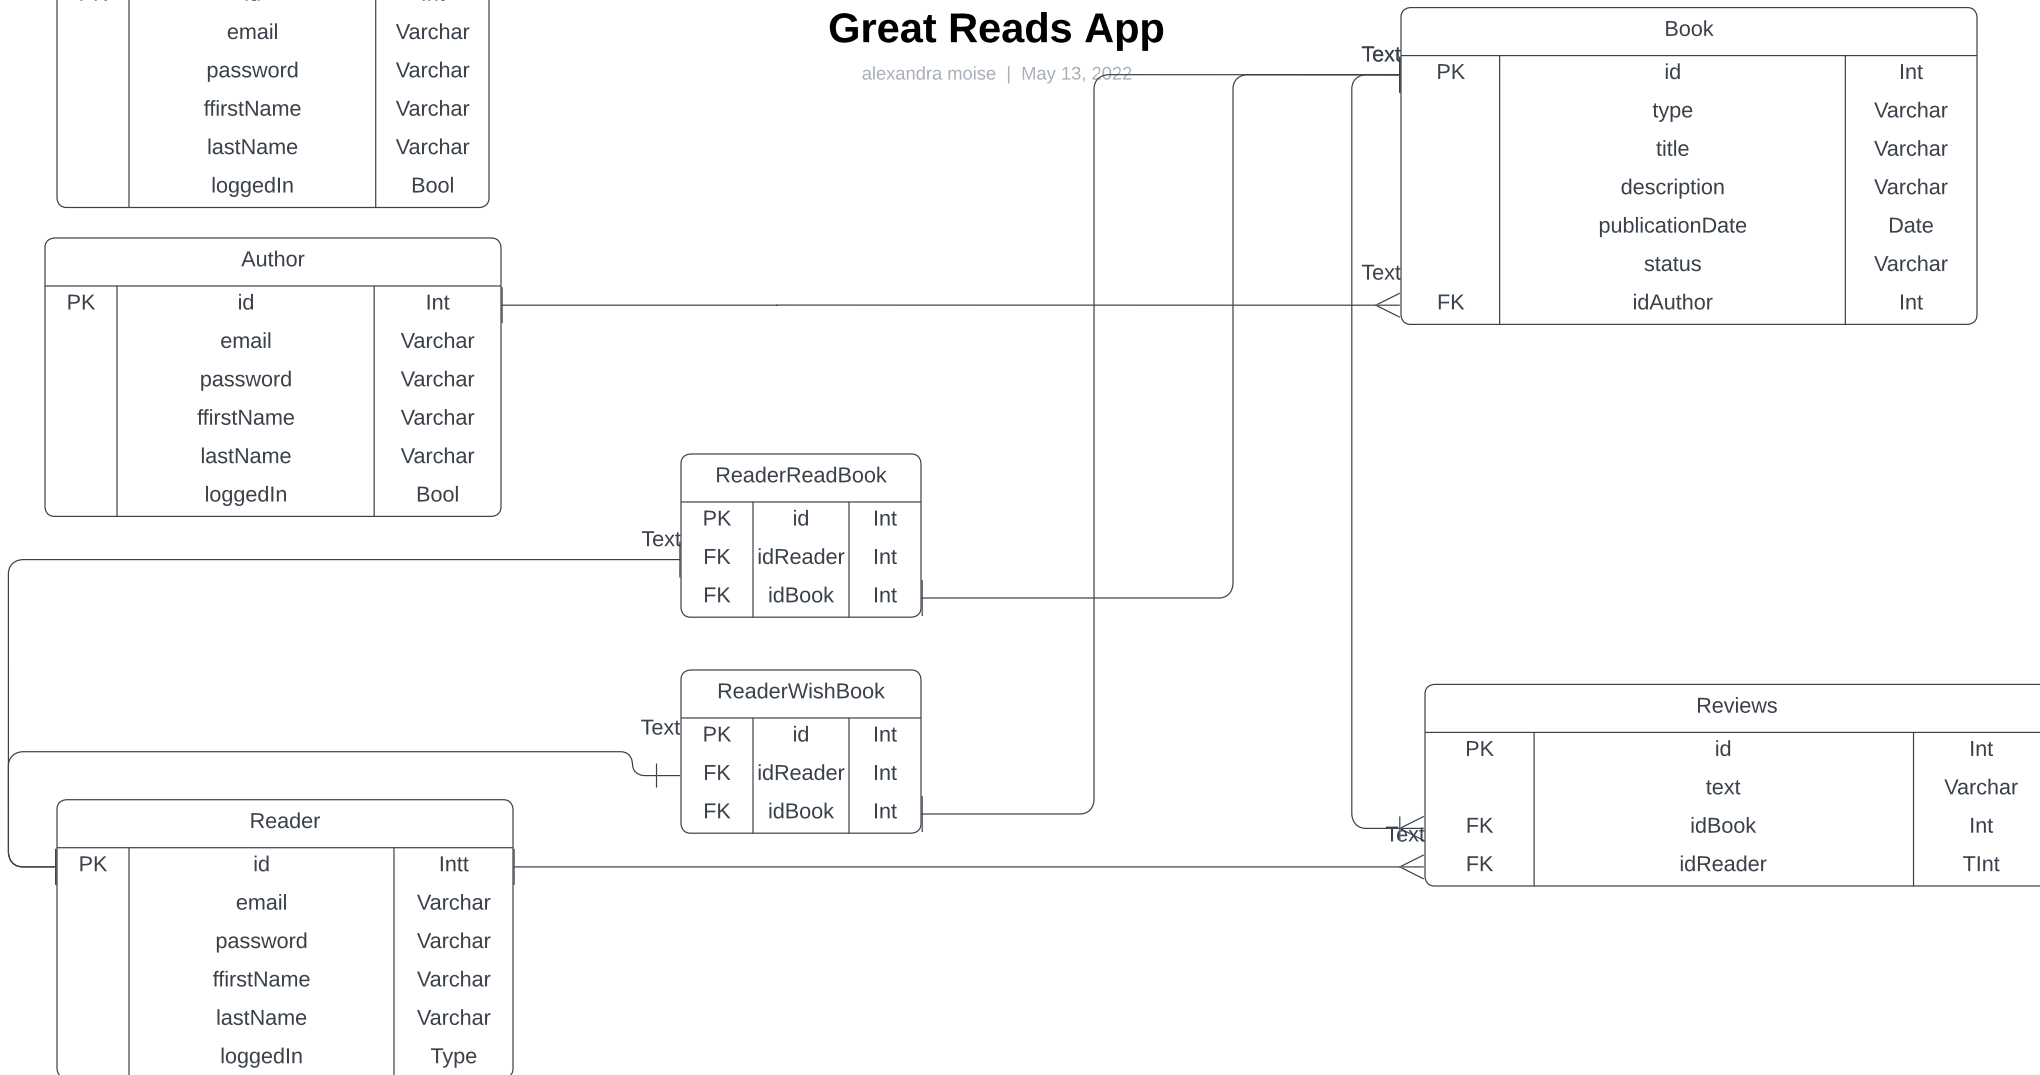 Great Reads App
alexandra moise | May 13, 2022
email Varchar
password Varchar
ffirstName Varchar
lastName Varchar
loggedIn Bool
Author
PK id Int
email Varchar
password Varchar
ffirstName Varchar
lastName Varchar
loggedIn Bool
Text
Book
PK id Int
type Varchar
title Varchar
description Varchar
publicationDate Date
status Varchar
Text
FK idAuthor Int
ReaderReadBook
PK id Int
Text
FK idReader Int
FK idBook Int
ReaderWishBook
Text
PK id Int
FK idReader Int
FK idBook Int
Reviews
PK id Int
text Varchar
FK idBook Int
Text
FK idReader TInt
Reader
PK id Intt
email Varchar
password Varchar
ffirstName Varchar
lastName Varchar
loggedIn Type